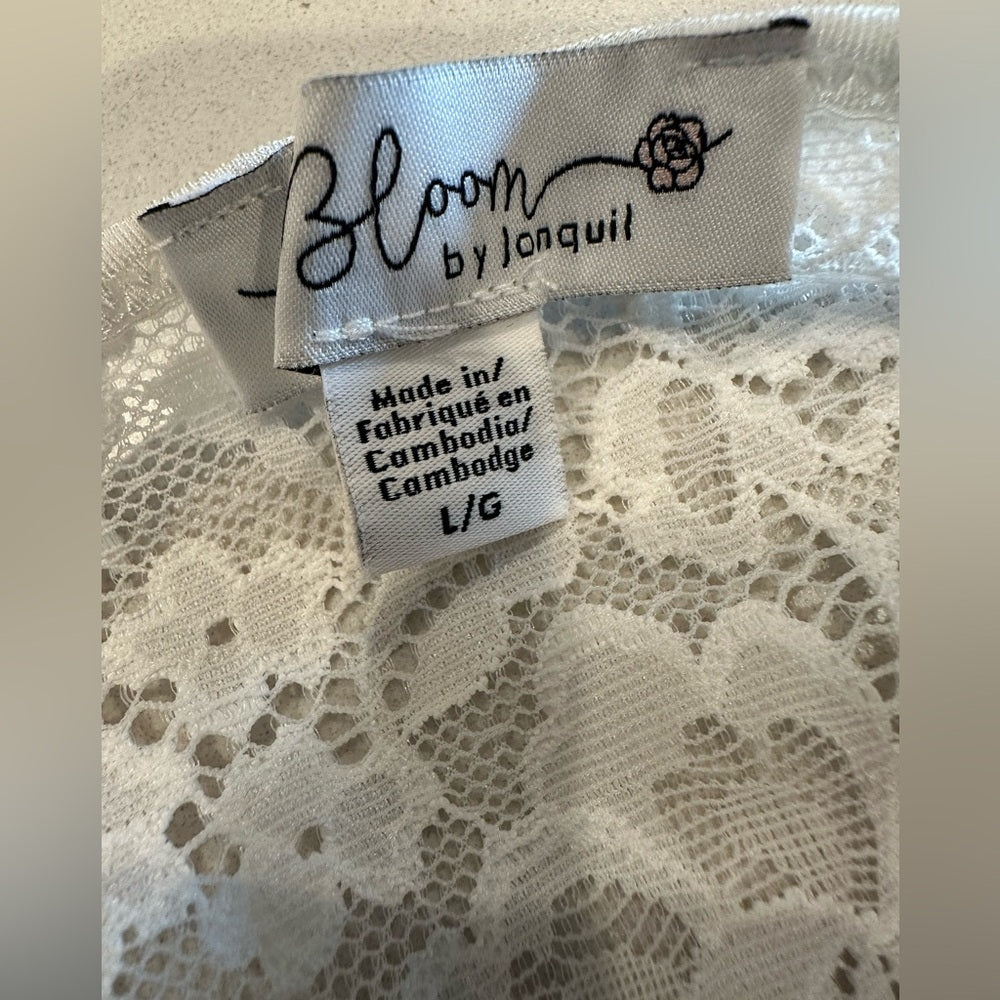 Bloom
by Jonquil
Made in/
Fabriqué en
Cambodia/
Cambodge
L/G